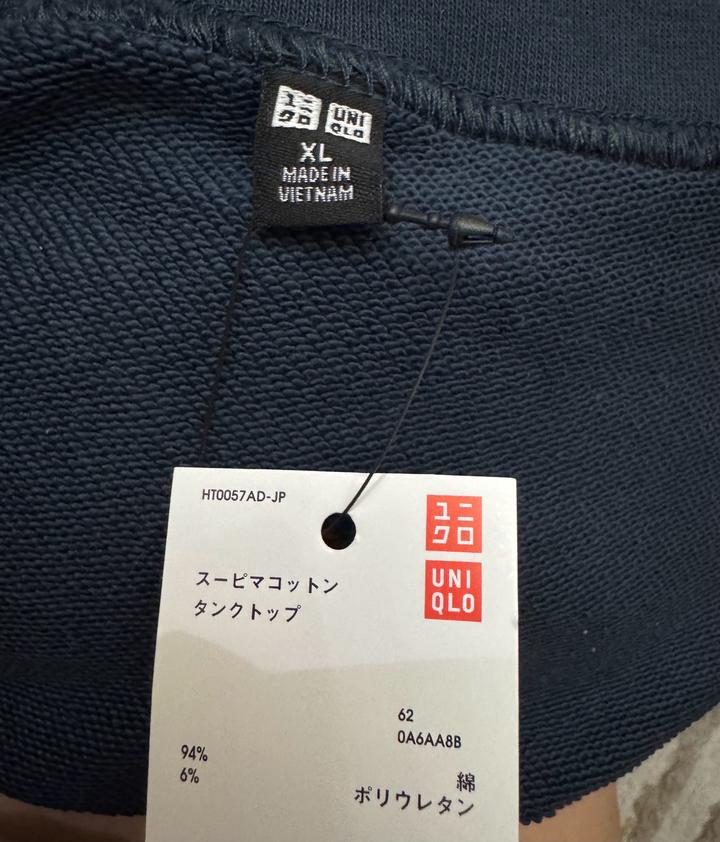 ユニ
クロ
UNI
QLO
XL
MADE IN
VIETNAM
HT0057AD-JP
ユニ
クロ
UNI
QLO
スーピマコットン
タンクトップ
62
0A6AA8B
94%
綿
6%
ポリウレタン